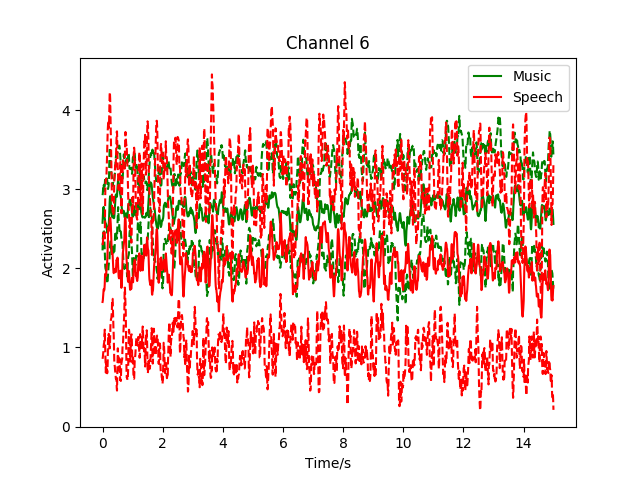 Channel 6
Music
Speech
Activation
4
3
2
1
0
0 2 4 6 8 10 12 14
Time/s